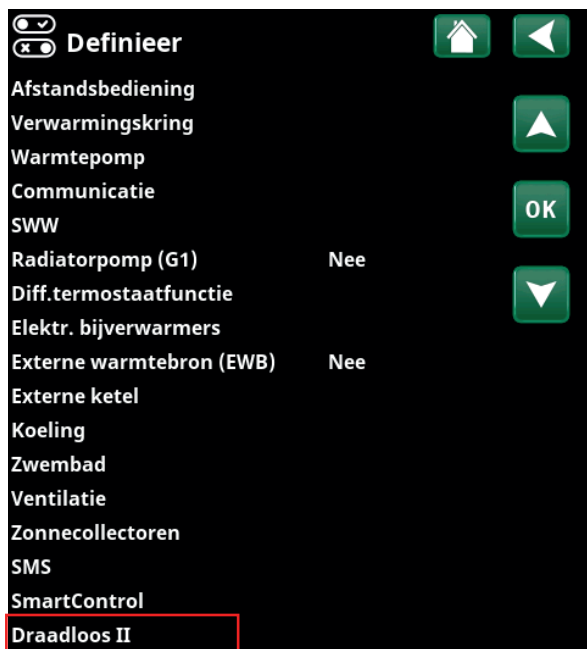 Definieer
Afstandsbediening
Verwarmingskring
Warmtepomp
Communicatie
SWW
OK
Radiatorpomp (G1) Nee
Diff.termostaatfunctie
Elektr. bijverwarmers
Externe warmtebron (EWB) Nee
Externe ketel
Koeling
Zwembad
Ventilatie
Zonnecollectoren
SMS
SmartControl
Draadloos II